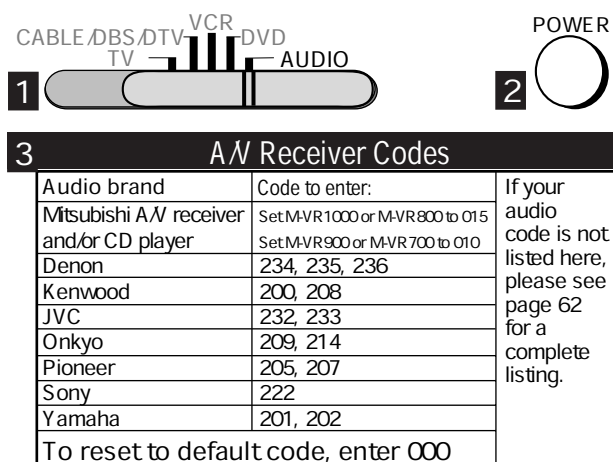 VCR
CABLE/DBS/DTV DVD
TV AUDIO
POWER
1
2
3 A/V Receiver Codes
Audio brand Code to enter:
Mitsubishi A/V receiver Set M-VR1000 or M-VR800 to 015
and/or CD player Set M-VR900 or M-VR700 to 010
Denon 234, 235, 236
Kenwood 200, 208
JVC 232, 233
Onkyo 209, 214
Pioneer 205, 207
Sony 222
Yamaha 201, 202
To reset to default code, enter 000
If your
audio
code is not
listed here,
please see
page 62
for a
complete
listing.